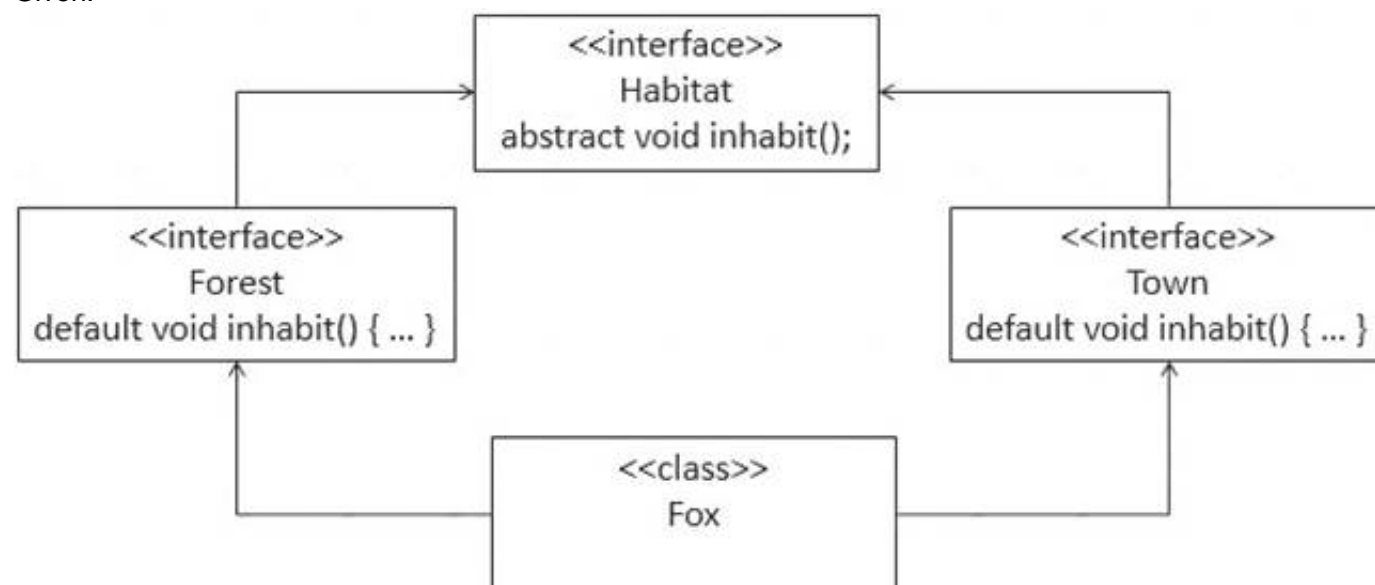 <<interface>>
Habitat
abstract void inhabit();
<<interface>>
Forest
default void inhabit() { ... }
<<interface>>
Town
default void inhabit() { ... }
<<class>>
Fox